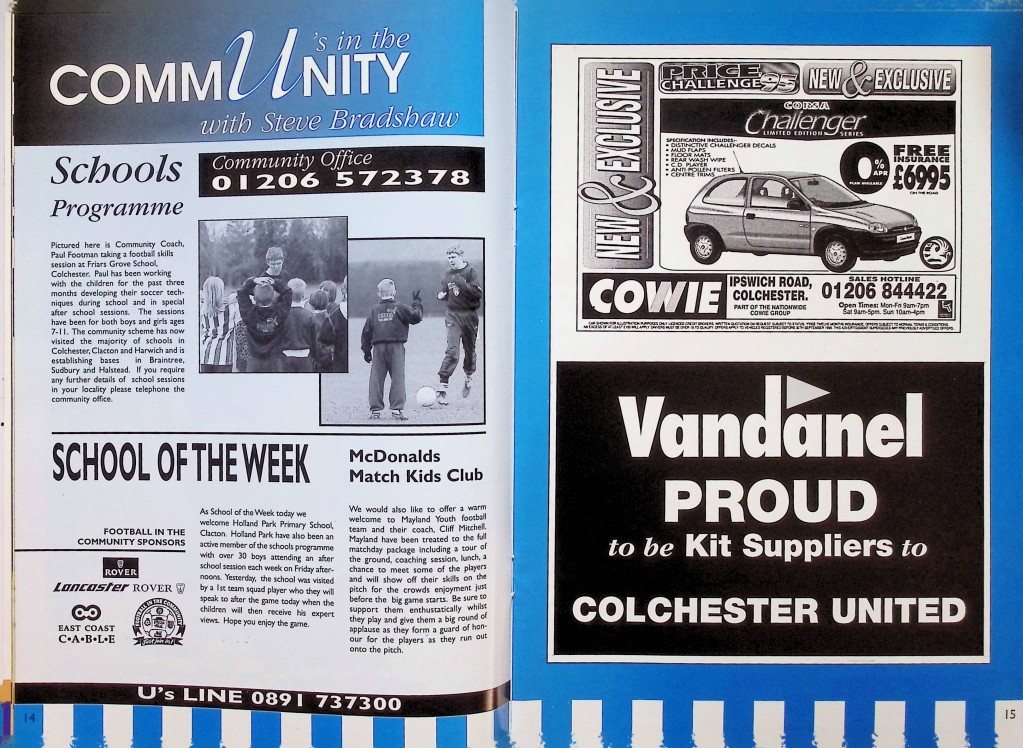 's in the
COMMUNITY
with Steve Bradshaw
Schools
Programme
Community Office
01206 572378
Pictured here is Community Coach,
Paul Footman taking a football skills
session at Friars Grove School,
Colchester. Paul has been working
with the children for the past three
months developing their soccer tech-
niques during school and in special
after school sessions. The sessions
have been for both boys and girls ages
7-11. The community scheme has now
visited the majority of schools in
Colchester, Clacton and Harwich and is
establishing bases in Braintree,
Sudbury and Halstead. If you require
any further details of school sessions
in your locality please telephone the
community office.
SCHOOL OF THE WEEK
FOOTBALL IN THE
COMMUNITY SPONSORS
ROVER
Lancaster ROVER
EAST COAST
C•A•B•L•E
As School of the Week today we
welcome Holland Park Primary School,
Clacton. Holland Park have also been an
active member of the schools programme
with over 30 boys attending an after
school session each week on Friday after-
noons. Yesterday, the school was visited
by a 1st team squad player who they will
speak to after the game today when the
children will then receive his expert
views. Hope you enjoy the game.
McDonalds
Match Kids Club
We would also like to offer a warm
welcome to Mayland Youth football
team and their coach, Cliff Mitchell.
Mayland have been treated to the full
matchday package including a tour of
the ground, coaching session, lunch, a
chance to meet some of the players
and will show off their skills on the
pitch for the crowds enjoyment just
before the big game starts. Be sure to
support them enthustatically whilst
they play and give them a big round of
applause as they form a guard of hon-
our for the players as they run out
onto the pitch.
U's LINE 0891 737300
14
NEW & EXCLUSIVE
PRICE
CHALLENGE 95
NEW & EXCLUSIVE
CORSA
Challenger
LIMITED EDITION SERIES
SPECIFICATION INCLUDES:-
• DISTINCTIVE CHALLENGER DECALS
• MUD FLAPS
• FLOOR MATS
• REAR WASH WIPE
• C.D. PLAYER
• ANTI-POLLEN FILTERS
• CENTRE TRIMS
0% APR
PLAN AVAILABLE
FREE
INSURANCE
£6995
ON THE ROAD
COWIE
IPSWICH ROAD,
COLCHESTER.
PART OF THE NATIONWIDE
COWIE GROUP
SALES HOTLINE
01206 844422
Open Times: Mon-Fri 9am-7pm
Sat 9am-5pm. Sun 10am-4pm
Vandanel
PROUD
to be Kit Suppliers to
COLCHESTER UNITED
15